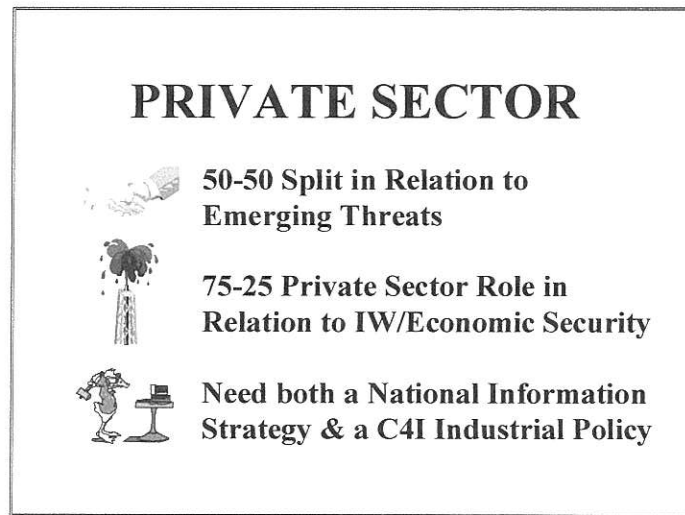 PRIVATE SECTOR
50-50 Split in Relation to
Emerging Threats
75-25 Private Sector Role in
Relation to IW/Economic Security
Need both a National Information
Strategy & a C4I Industrial Policy